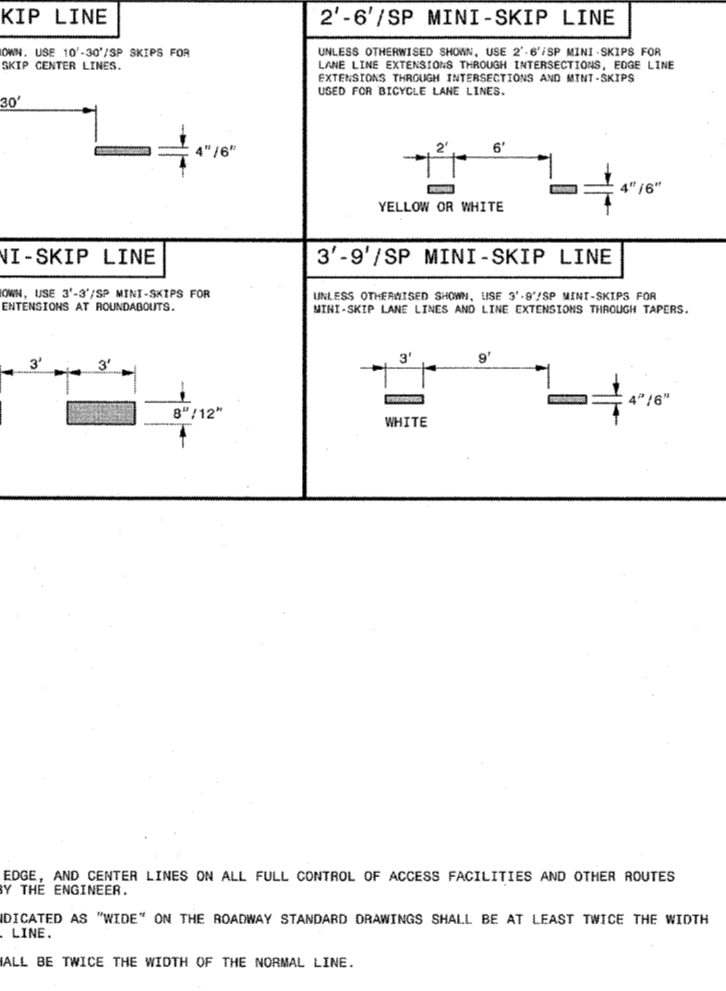 KIP LINE
OWN. USE 10'-30'/SP SKIPS FOR
SKIP CENTER LINES.
30'
4"/6"
2'-6'/SP MINI-SKIP LINE
UNLESS OTHERWISED SHOWN, USE 2'-6'/SP MINI-SKIPS FOR
LANE LINE EXTENSIONS THROUGH INTERSECTIONS, EDGE LINE
EXTENSIONS THROUGH INTERSECTIONS AND MINI-SKIPS
USED FOR BICYCLE LANE LINES.
2' 6'
4"/6"
YELLOW OR WHITE
NI-SKIP LINE
OWN, USE 3'-3'/SP MINI-SKIPS FOR
ENTENSIONS AT ROUNDABOUTS.
3' 3'
8"/12"
3'-9'/SP MINI-SKIP LINE
UNLESS OTHERWISED SHOWN, USE 3'-9'/SP MINI-SKIPS FOR
MINI-SKIP LANE LINES AND LINE EXTENSIONS THROUGH TAPERS.
3' 9'
4"/6"
WHITE
EDGE, AND CENTER LINES ON ALL FULL CONTROL OF ACCESS FACILITIES AND OTHER ROUTES
BY THE ENGINEER.
NDICATED AS "WIDE" ON THE ROADWAY STANDARD DRAWINGS SHALL BE AT LEAST TWICE THE WIDTH
LINE.
HALL BE TWICE THE WIDTH OF THE NORMAL LINE.